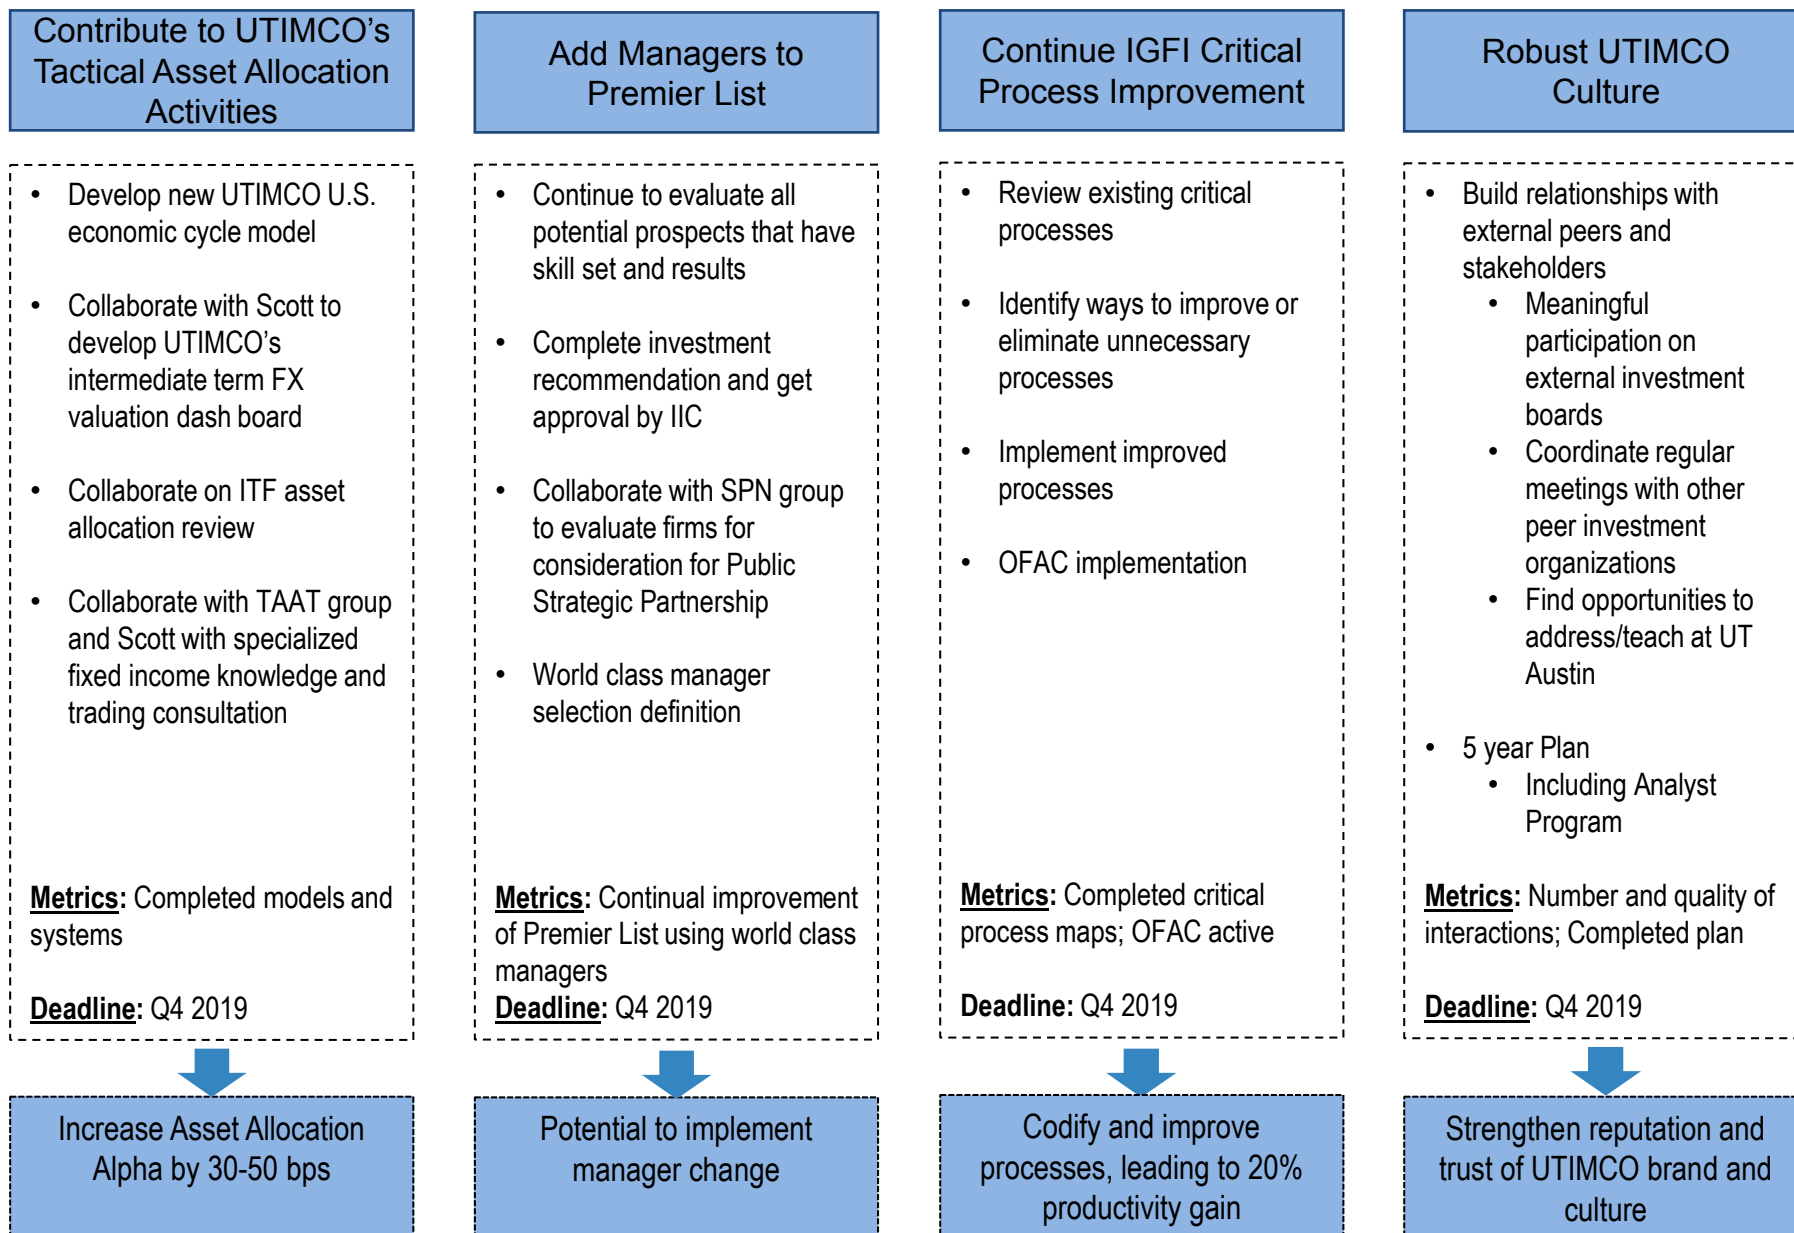 Contribute to UTIMCO’s
Tactical Asset Allocation
Activities
• Develop new UTIMCO U.S.
economic cycle model
• Collaborate with Scott to
develop UTIMCO’s
intermediate term FX
valuation dash board
• Collaborate on ITF asset
allocation review
• Collaborate with TAAT group
and Scott with specialized
fixed income knowledge and
trading consultation
Metrics: Completed models and
systems
Deadline: Q4 2019
Increase Asset Allocation
Alpha by 30-50 bps
Add Managers to
Premier List
• Continue to evaluate all
potential prospects that have
skill set and results
• Complete investment
recommendation and get
approval by IIC
• Collaborate with SPN group
to evaluate firms for
consideration for Public
Strategic Partnership
• World class manager
selection definition
Metrics: Continual improvement
of Premier List using world class
managers
Deadline: Q4 2019
Potential to implement
manager change
Continue IGFI Critical
Process Improvement
• Review existing critical
processes
• Identify ways to improve or
eliminate unnecessary
processes
• Implement improved
processes
• OFAC implementation
Metrics: Completed critical
process maps; OFAC active
Deadline: Q4 2019
Codify and improve
processes, leading to 20%
productivity gain
Robust UTIMCO
Culture
• Build relationships with
external peers and
stakeholders
• Meaningful
participation on
external investment
boards
• Coordinate regular
meetings with other
peer investment
organizations
• Find opportunities to
address/teach at UT
Austin
• 5 year Plan
• Including Analyst
Program
Metrics: Number and quality of
interactions; Completed plan
Deadline: Q4 2019
Strengthen reputation and
trust of UTIMCO brand and
culture